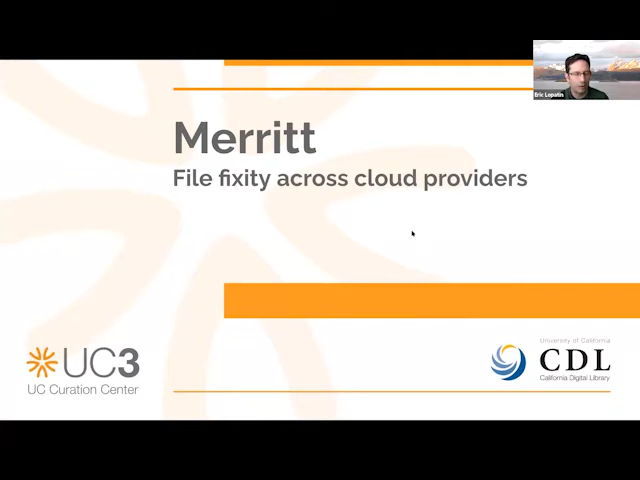 Eric Lopatin
Merritt
File fixity across cloud providers
UC3
UC Curation Center
University of California
CDL
California Digital Library